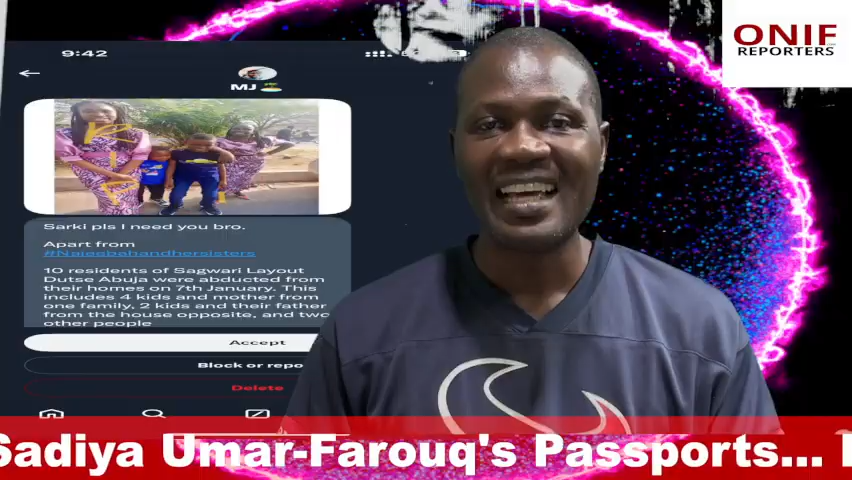 ONIF
REPORTERS
9:42
MJ
Sarki pls I need you bro.
Apart from
#Najeebahandhersisters
10 residents of Sagwari Layout
Dutse Abuja were abducted from
their homes on 7th January. This
includes 4 kids and mother from
one family, 2 kids and their father
from the house opposite, and two
other people
Accept
Block or repo
Delete
Sadiya Umar-Farouq's Passports...